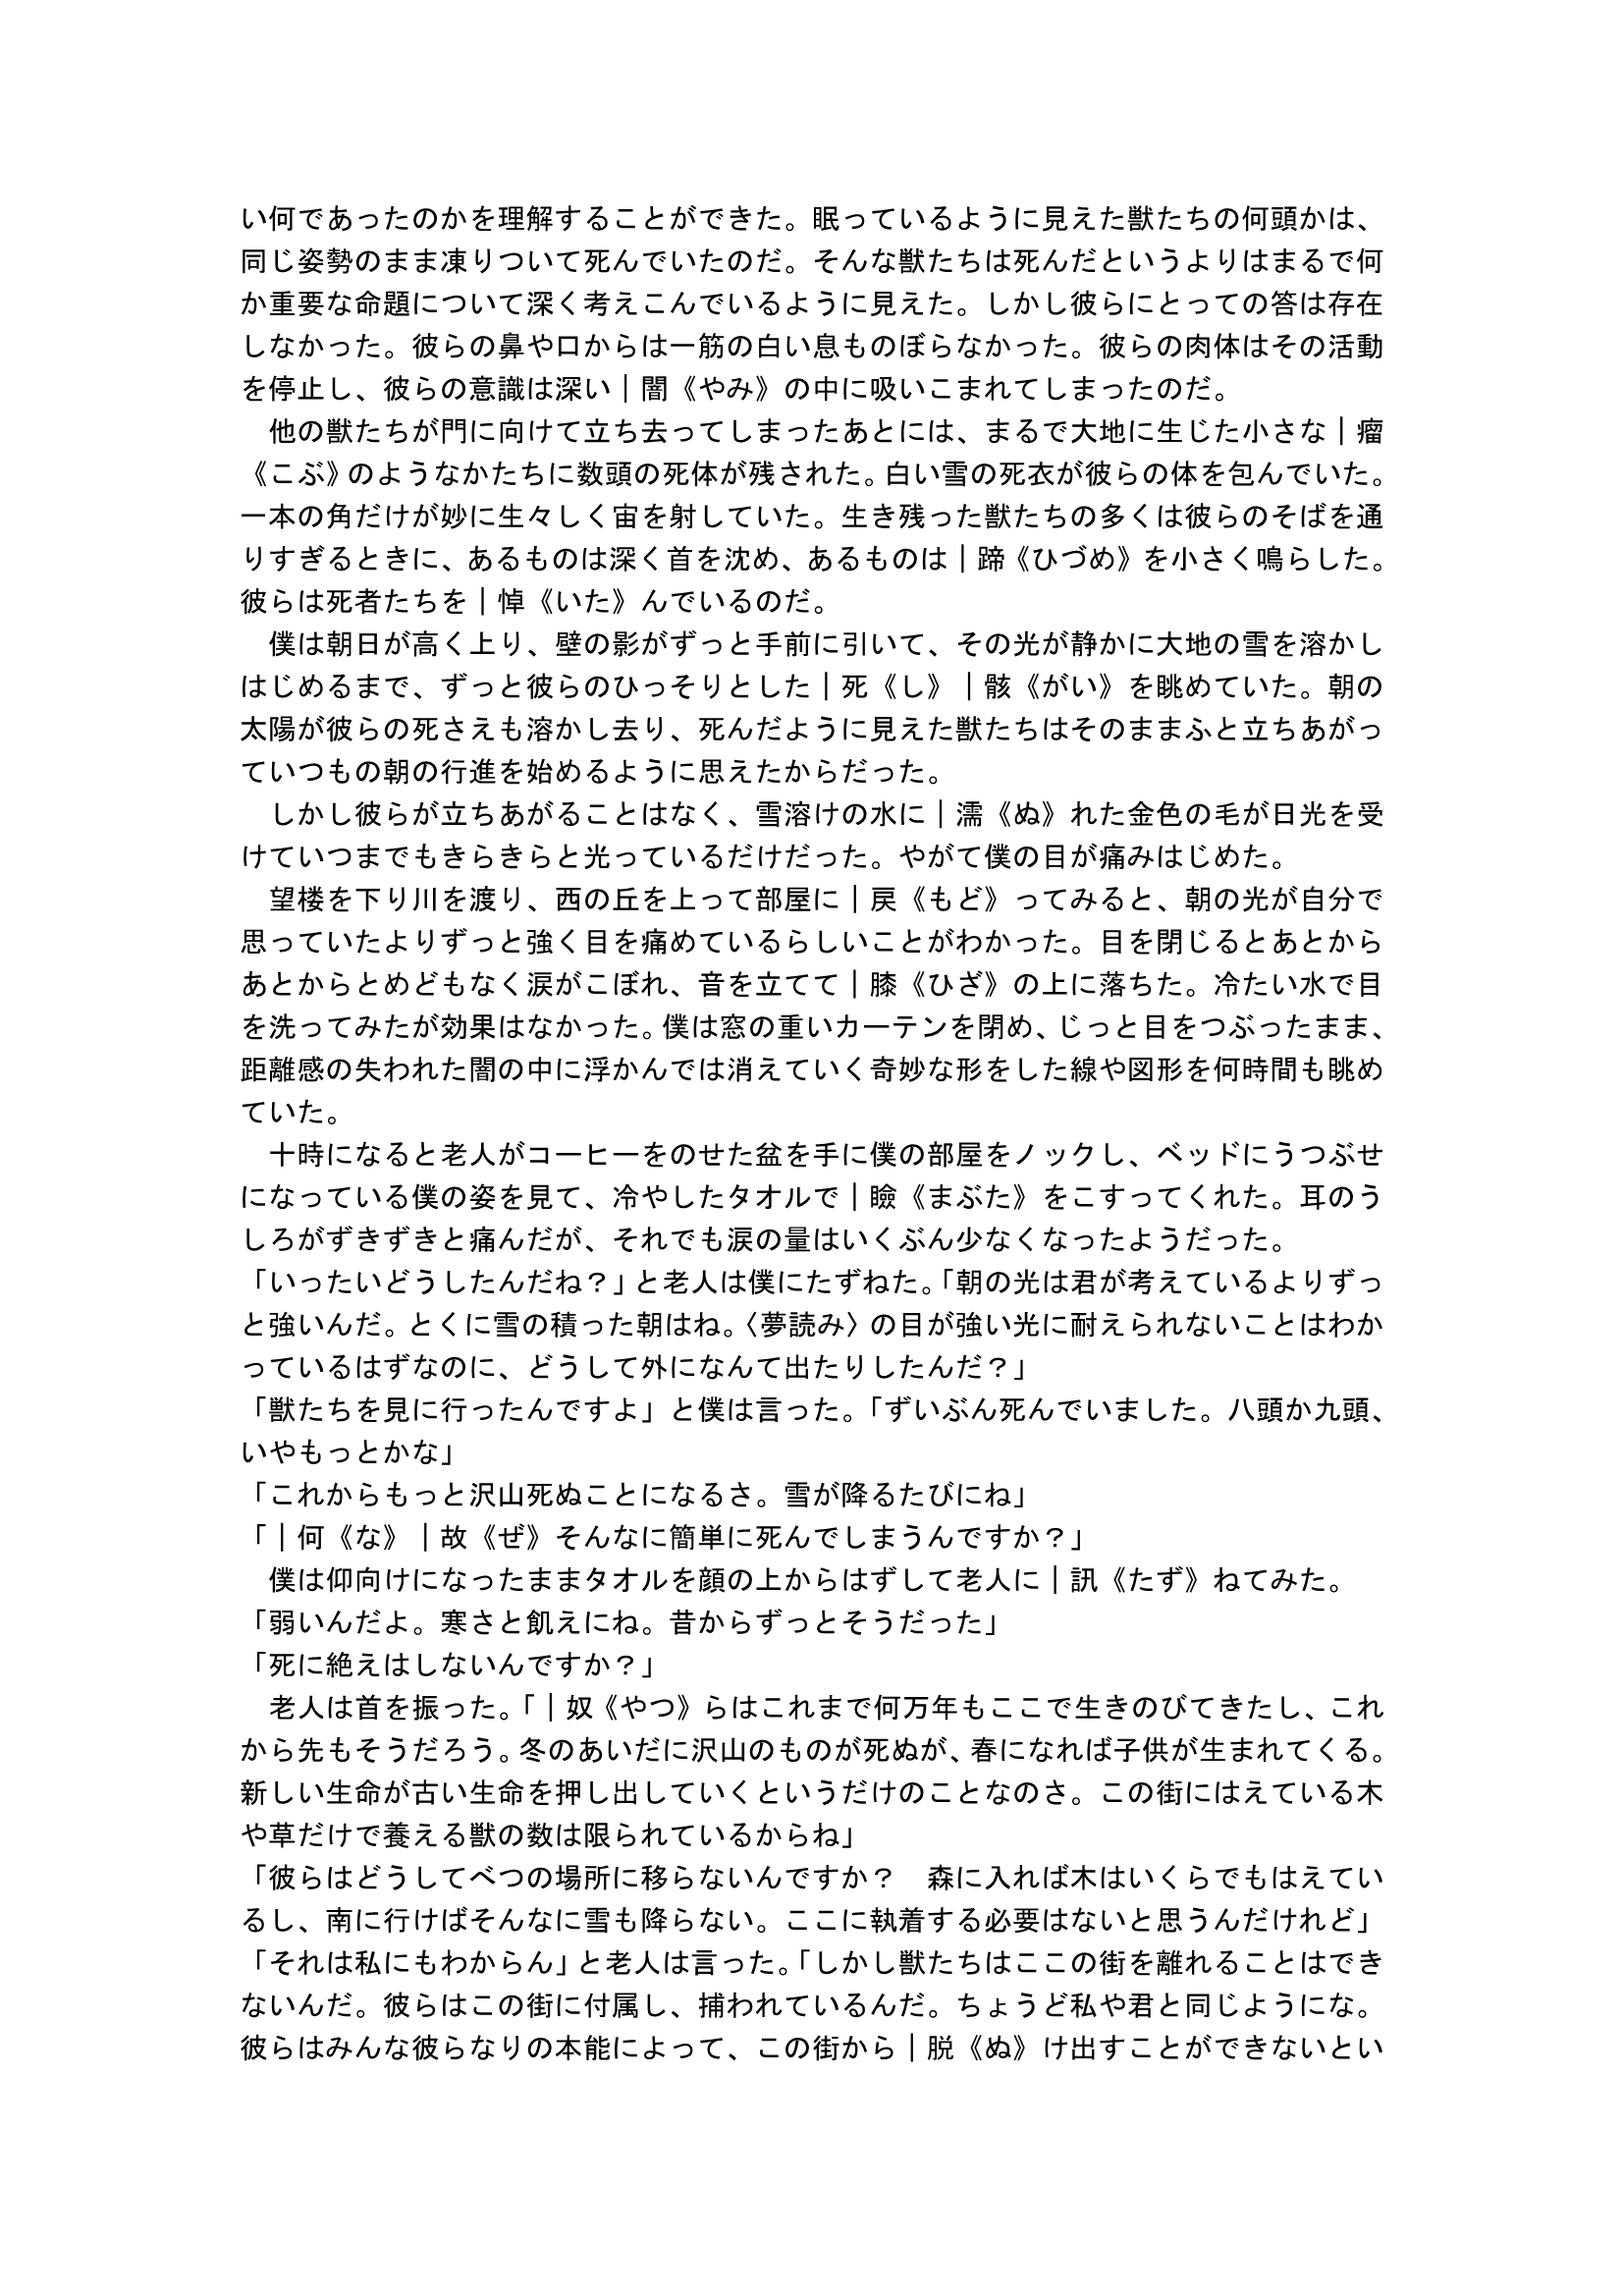 い何であったのかを理解することができた。眠っているように見えた獣たちの何頭かは、
同じ姿勢のまま凍りついて死んでいたのだ。そんな獣たちは死んだというよりはまるで何
か重要な命題について深く考えこんでいるように見えた。しかし彼らにとっての答は存在
しなかった。彼らの鼻や口からは一筋の白い息ものぼらなかった。彼らの肉体はその活動
を停止し、彼らの意識は深い｜闇《やみ》の中に吸いこまれてしまったのだ。
　他の獣たちが門に向けて立ち去ってしまったあとには、まるで大地に生じた小さな｜瘤
《こぶ》のようなかたちに数頭の死体が残された。白い雪の死衣が彼らの体を包んでいた。
一本の角だけが妙に生々しく宙を射していた。生き残った獣たちの多くは彼らのそばを通
りすぎるときに、あるものは深く首を沈め、あるものは｜蹄《ひづめ》を小さく鳴らした。
彼らは死者たちを｜悼《いた》んでいるのだ。
　僕は朝日が高く上り、壁の影がずっと手前に引いて、その光が静かに大地の雪を溶かし
はじめるまで、ずっと彼らのひっそりとした｜死《し》｜骸《がい》を眺めていた。朝の
太陽が彼らの死さえも溶かし去り、死んだように見えた獣たちはそのままふと立ちあがっ
ていつもの朝の行進を始めるように思えたからだった。
　しかし彼らが立ちあがることはなく、雪溶けの水に｜濡《ぬ》れた金色の毛が日光を受
けていつまでもきらきらと光っているだけだった。やがて僕の目が痛みはじめた。
　望楼を下り川を渡り、西の丘を上って部屋に｜戻《もど》ってみると、朝の光が自分で
思っていたよりずっと強く目を痛めているらしいことがわかった。目を閉じるとあとから
あとからとめどもなく涙がこぼれ、音を立てて｜膝《ひざ》の上に落ちた。冷たい水で目
を洗ってみたが効果はなかった。僕は窓の重いカーテンを閉め、じっと目をつぶったまま、
距離感の失われた闇の中に浮かんでは消えていく奇妙な形をした線や図形を何時間も眺め
ていた。
　十時になると老人がコーヒーをのせた盆を手に僕の部屋をノックし、ベッドにうつぶせ
になっている僕の姿を見て、冷やしたタオルで｜瞼《まぶた》をこすってくれた。耳のう
しろがずきずきと痛んだが、それでも涙の量はいくぶん少なくなったようだった。
「いったいどうしたんだね？」と老人は僕にたずねた。「朝の光は君が考えているよりずっ
と強いんだ。とくに雪の積った朝はね。〈夢読み〉の目が強い光に耐えられないことはわか
っているはずなのに、どうして外になんて出たりしたんだ？」
「獣たちを見に行ったんですよ」と僕は言った。「ずいぶん死んでいました。八頭か九頭、
いやもっとかな」
「これからもっと沢山死ぬことになるさ。雪が降るたびにね」
「｜何《な》｜故《ぜ》そんなに簡単に死んでしまうんですか？」
　僕は仰向けになったままタオルを顔の上からはずして老人に｜訊《たず》ねてみた。
「弱いんだよ。寒さと飢えにね。昔からずっとそうだった」
「死に絶えはしないんですか？」
　老人は首を振った。「｜奴《やつ》らはこれまで何万年もここで生きのびてきたし、これ
から先もそうだろう。冬のあいだに沢山のものが死ぬが、春になれば子供が生まれてくる。
新しい生命が古い生命を押し出していくというだけのことなのさ。この街にはえている木
や草だけで養える獣の数は限られているからね」
「彼らはどうしてべつの場所に移らないんですか？　森に入れば木はいくらでもはえてい
るし、南に行けばそんなに雪も降らない。ここに執着する必要はないと思うんだけれど」
「それは私にもわからん」と老人は言った。「しかし獣たちはここの街を離れることはでき
ないんだ。彼らはこの街に付属し、捕われているんだ。ちょうど私や君と同じようにな。
彼らはみんな彼らなりの本能によって、この街から｜脱《ぬ》け出すことができないとい